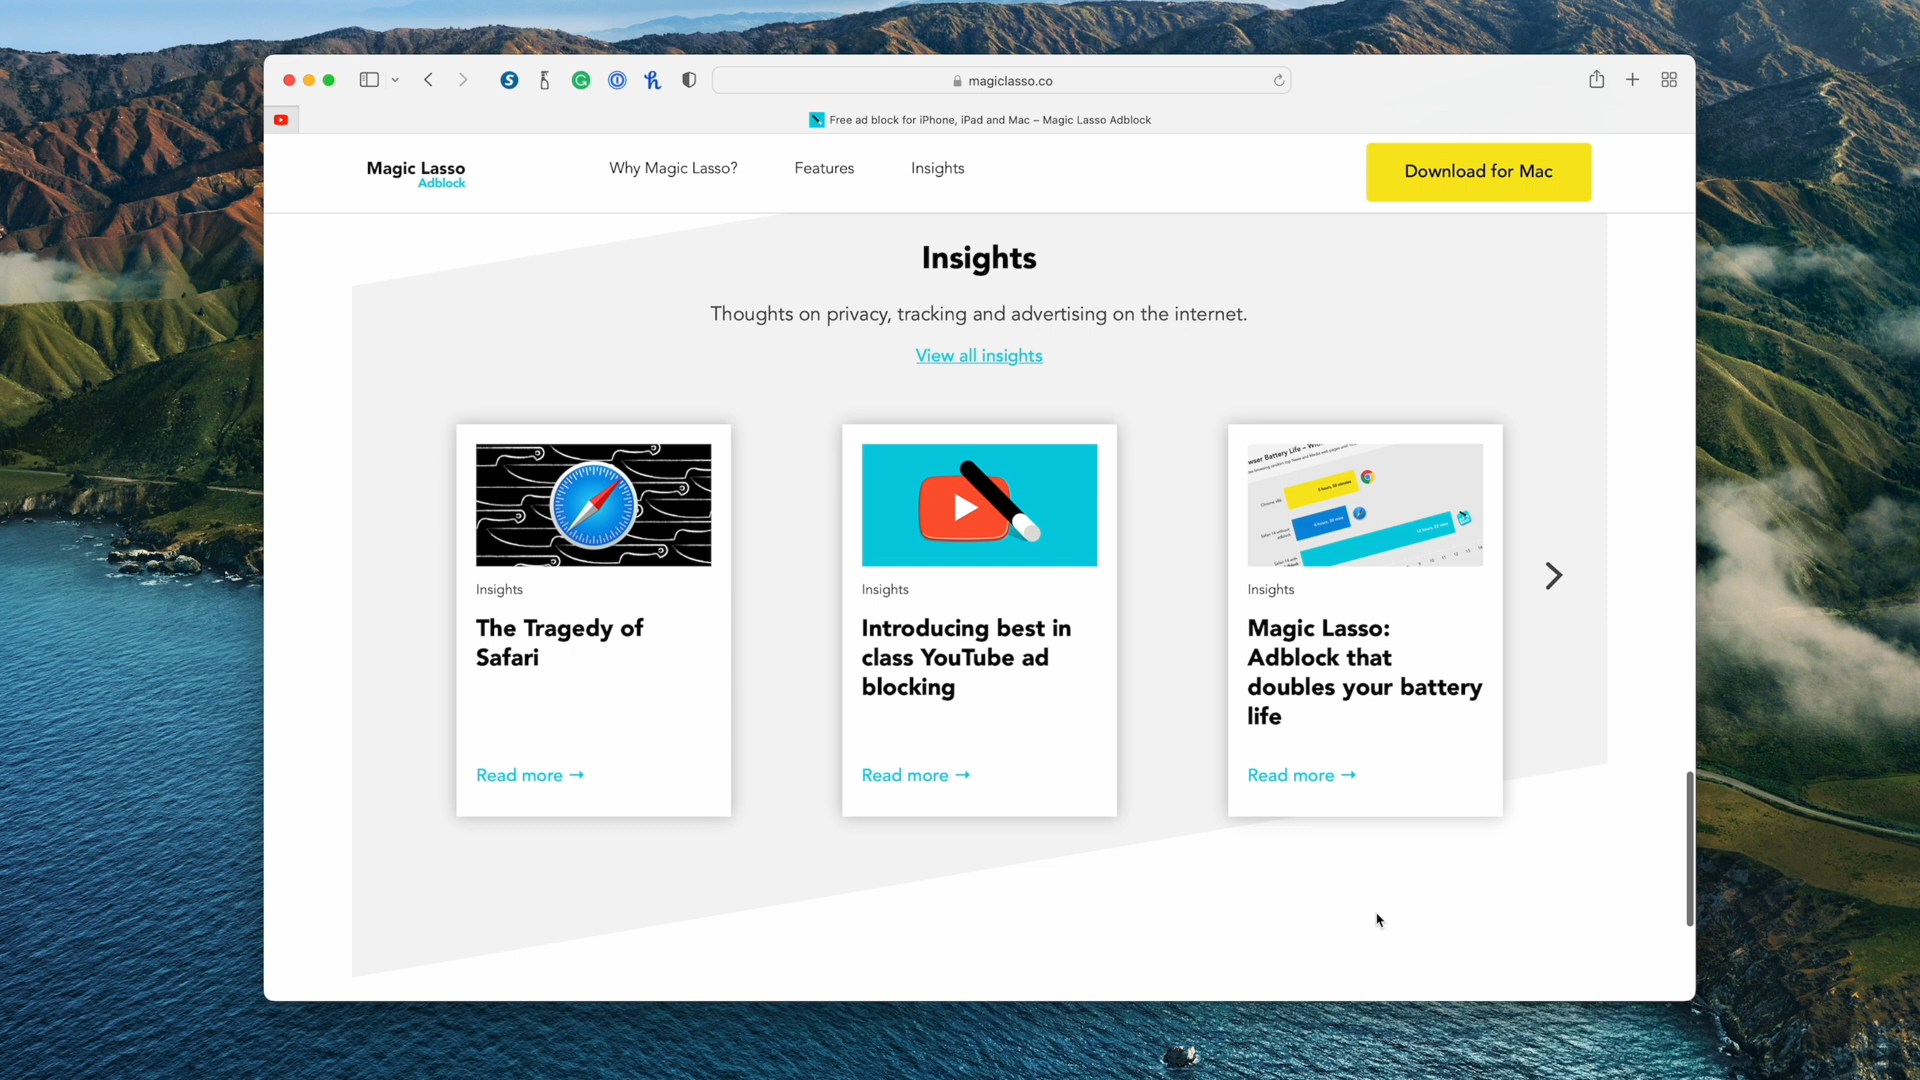 magiclasso.co
Free ad block for iPhone, iPad and Mac – Magic Lasso Adblock
Magic Lasso
Adblock
Why Magic Lasso?
Features
Insights
Download for Mac
Insights
Thoughts on privacy, tracking and advertising on the internet.
View all insights
Insights
The Tragedy of
Safari
Read more →
Insights
Introducing best in
class YouTube ad
blocking
Read more →
Insights
Magic Lasso:
Adblock that
doubles your battery
life
Read more →